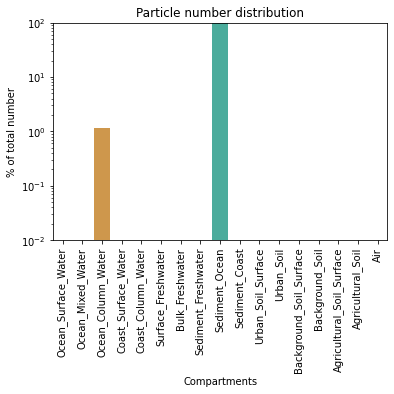 Particle number distribution
% of total number
10²
10¹
10⁰
10⁻¹
10⁻²
Ocean_Surface_Water
Ocean_Mixed_Water
Ocean_Column_Water
Coast_Surface_Water
Coast_Column_Water
Surface_Freshwater
Bulk_Freshwater
Sediment_Freshwater
Sediment_Ocean
Sediment_Coast
Urban_Soil_Surface
Urban_Soil
Background_Soil_Surface
Background_Soil
Agricultural_Soil_Surface
Agricultural_Soil
Air
Compartments